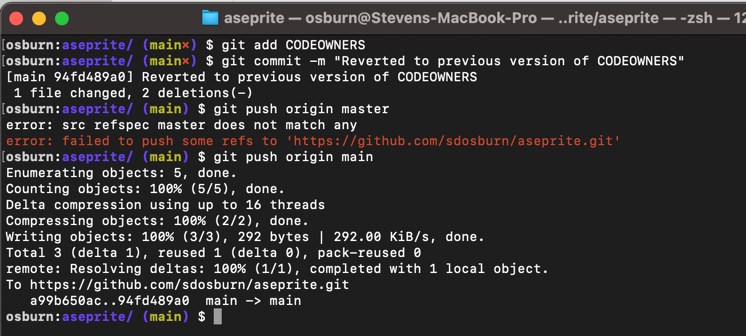 aseprite — osburn@Stevens-MacBook-Pro — ..rite/aseprite — -zsh — 12
[osburn:aseprite/ (main×) $ git add CODEOWNERS
[osburn:aseprite/ (main×) $ git commit -m "Reverted to previous version of CODEOWNERS"
[main 94fd489a0] Reverted to previous version of CODEOWNERS
 1 file changed, 2 deletions(-)
[osburn:aseprite/ (main) $ git push origin master
error: src refspec master does not match any
error: failed to push some refs to 'https://github.com/sdosburn/aseprite.git'
[osburn:aseprite/ (main) $ git push origin main
Enumerating objects: 5, done.
Counting objects: 100% (5/5), done.
Delta compression using up to 16 threads
Compressing objects: 100% (2/2), done.
Writing objects: 100% (3/3), 292 bytes | 292.00 KiB/s, done.
Total 3 (delta 1), reused 1 (delta 0), pack-reused 0
remote: Resolving deltas: 100% (1/1), completed with 1 local object.
To https://github.com/sdosburn/aseprite.git
   a99b650ac..94fd489a0  main -> main
osburn:aseprite/ (main) $